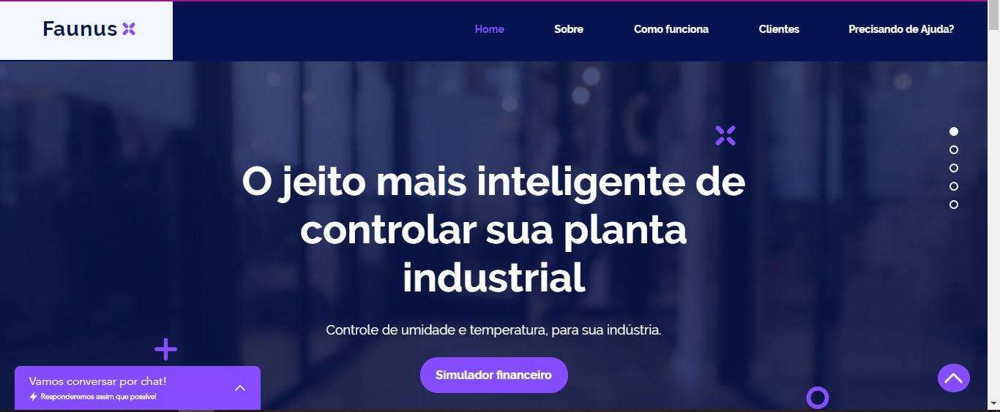 Faunus
Home Sobre Como funciona Clientes Precisando de Ajuda?
O jeito mais inteligente de
controlar sua planta
industrial
Controle de umidade e temperatura, para sua indústria.
Simulador financeiro
Vamos conversar por chat!
Responderemos assim que possível